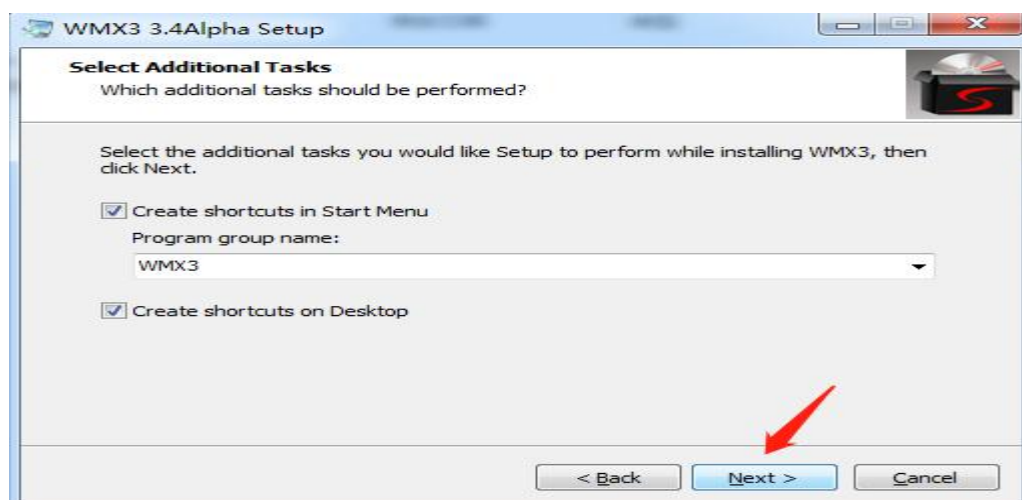 WMX3 3.4Alpha Setup
Select Additional Tasks
Which additional tasks should be performed?
Select the additional tasks you would like Setup to perform while installing WMX3, then
click Next.
Create shortcuts in Start Menu
Program group name:
WMX3
Create shortcuts on Desktop
< Back
Next >
Cancel